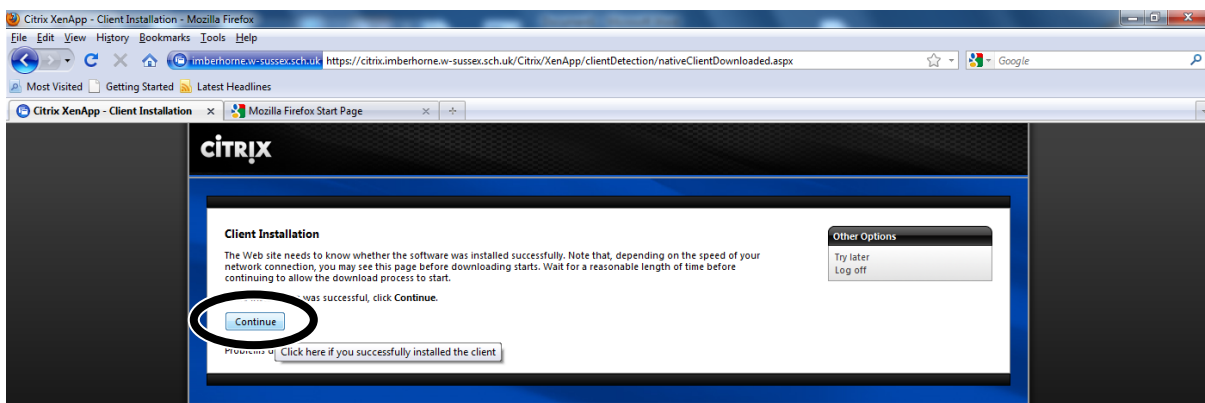 Citrix XenApp - Client Installation - Mozilla Firefox
File Edit View History Bookmarks Tools Help
imberhorne.w-sussex.sch.uk https://citrix.imberhorne.w-sussex.sch.uk/Citrix/XenApp/clientDetection/nativeClientDownloaded.aspx Google
Most Visited Getting Started Latest Headlines
Citrix XenApp - Client Installation Mozilla Firefox Start Page
CITRIX
Client Installation
The Web site needs to know whether the software was installed successfully. Note that, depending on the speed of your
network connection, you may see this page before downloading starts. Wait for a reasonable length of time before
continuing to allow the download process to start.
was successful, click Continue.
Continue
Click here if you successfully installed the client
Other Options
Try later
Log off